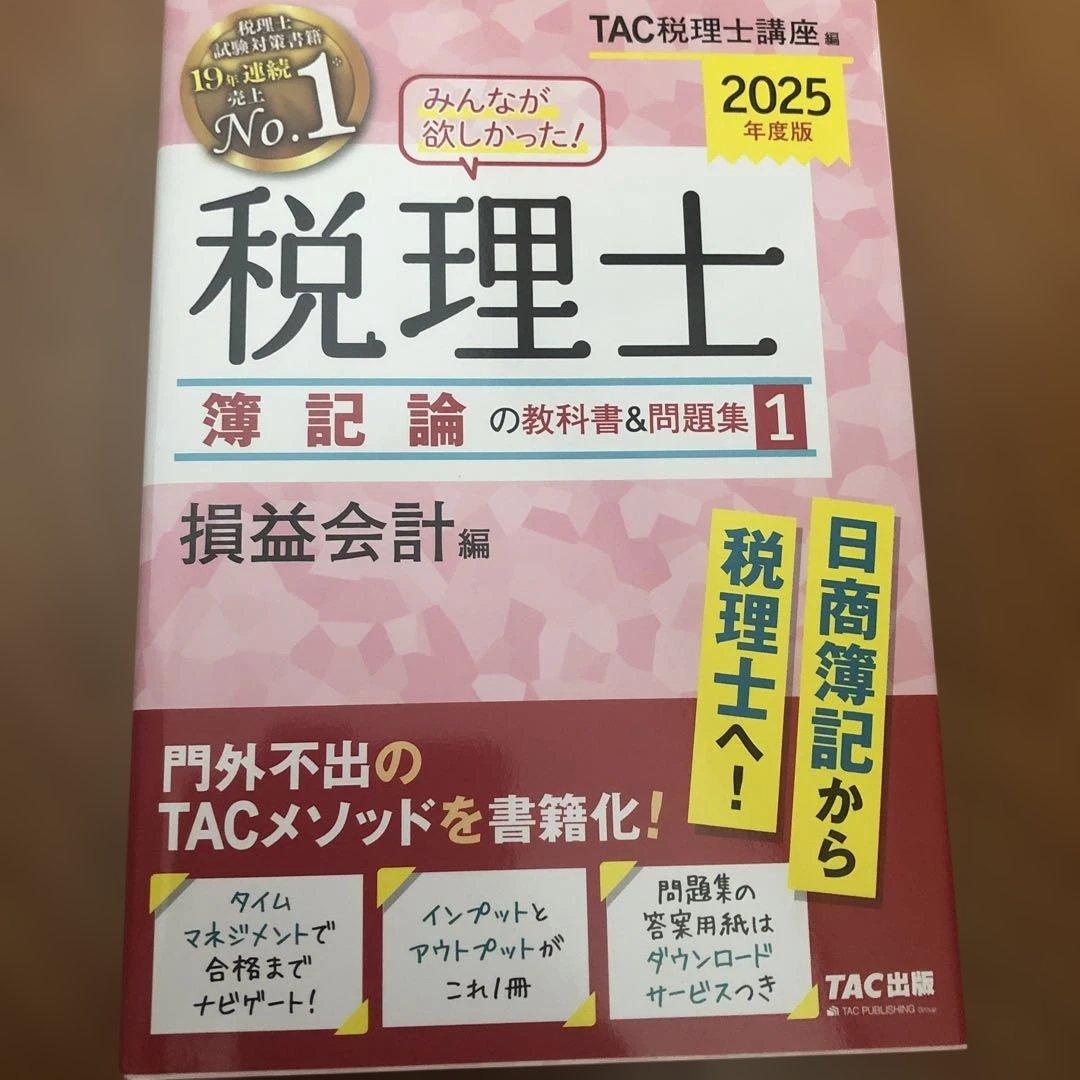 税理士
試験対策書籍
19年連続
売上
No.1※
TAC税理士講座 編
2025
年度版
みんなが
欲しかった!
税理士
簿記論の教科書&問題集1
損益会計編
日商簿記から
税理士へ!
門外不出の
TACメソッドを書籍化!
タイム
マネジメントで
合格まで
ナビゲート!
インプットと
アウトプットが
これ1冊
問題集の
答案用紙は
ダウンロード
サービスつき
TAC出版
TAC PUBLISHING Group